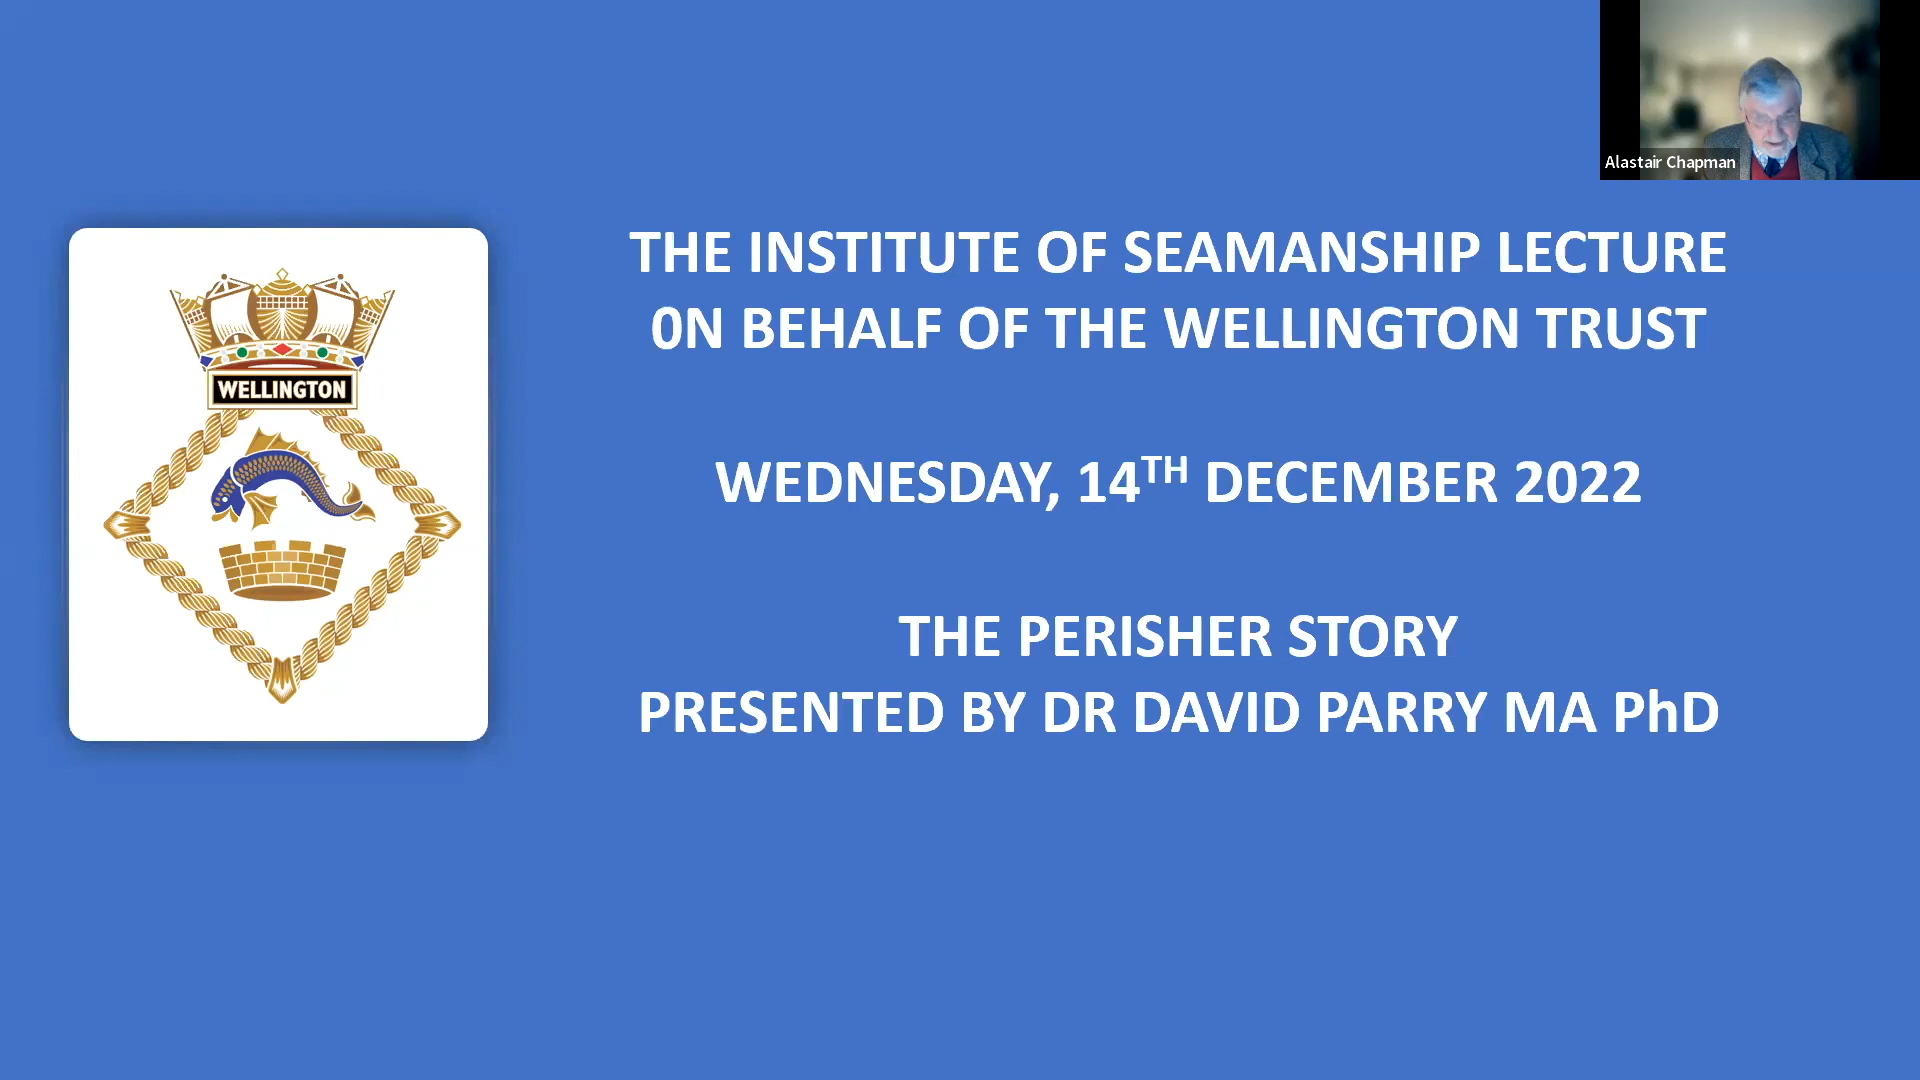 Alastair Chapman
THE INSTITUTE OF SEAMANSHIP LECTURE
0N BEHALF OF THE WELLINGTON TRUST
WEDNESDAY, 14TH DECEMBER 2022
THE PERISHER STORY
PRESENTED BY DR DAVID PARRY MA PhD
WELLINGTON